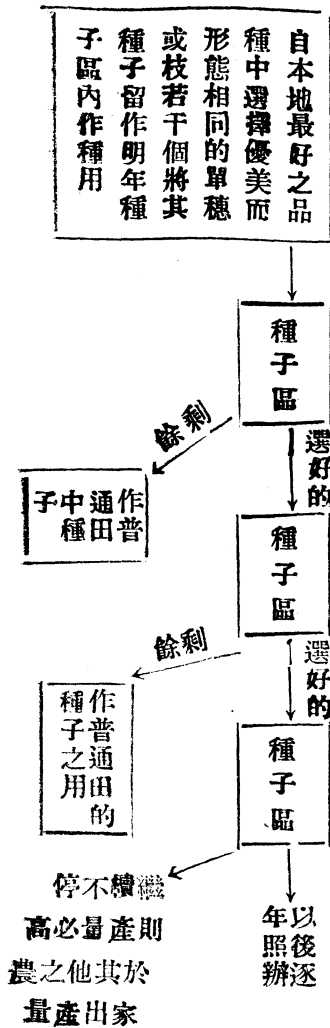 自本地最好之品
種中選擇優美而
形態相同的單穗
或枝若干個將其
種子留作明年種
子區內作種用
種子區
剩餘
選好的
作普
通田
中種
子
種子區
剩餘
選好的
作普通田的
種子之用
種子區
繼續不停
則產量必高
於其他之農
家出產量
以後逐
年照辦